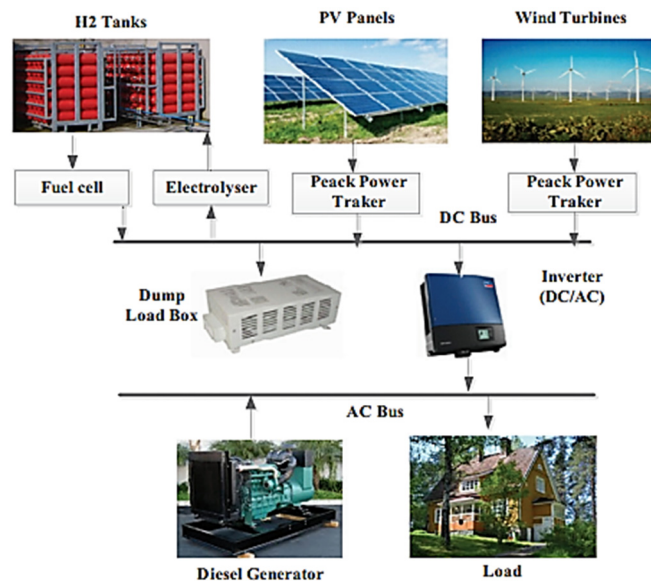 H2 Tanks
PV Panels
Wind Turbines
Fuel cell
Electrolyser
Peack Power
Traker
Peack Power
Traker
DC Bus
Dump
Load Box
Inverter
(DC/AC)
AC Bus
Diesel Generator
Load